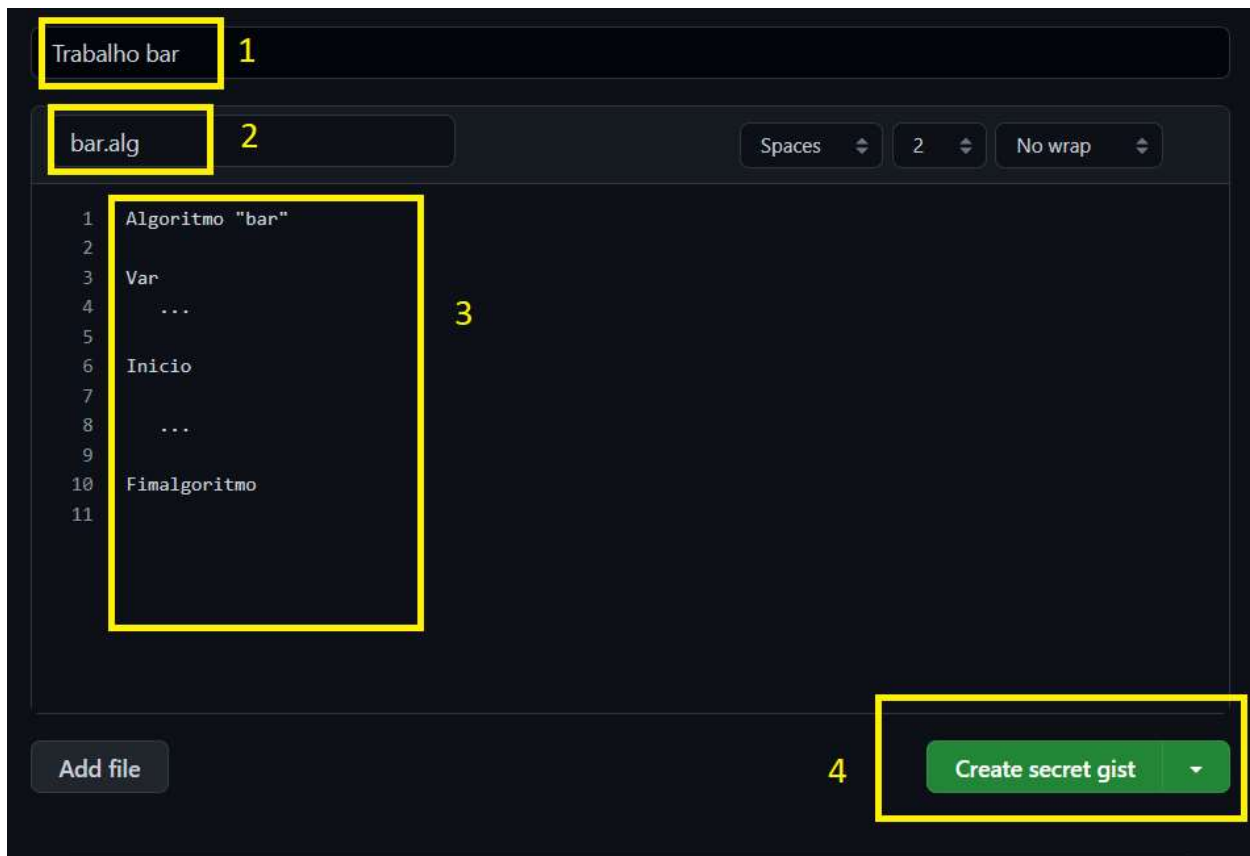 Trabalho bar 1
bar.alg 2 Spaces 2 No wrap
1 Algoritmo "bar"
2
3 Var
4 ...
3
5
6 Inicio
7
8 ...
9
10 Fimalgoritmo
11
Add file 4 Create secret gist